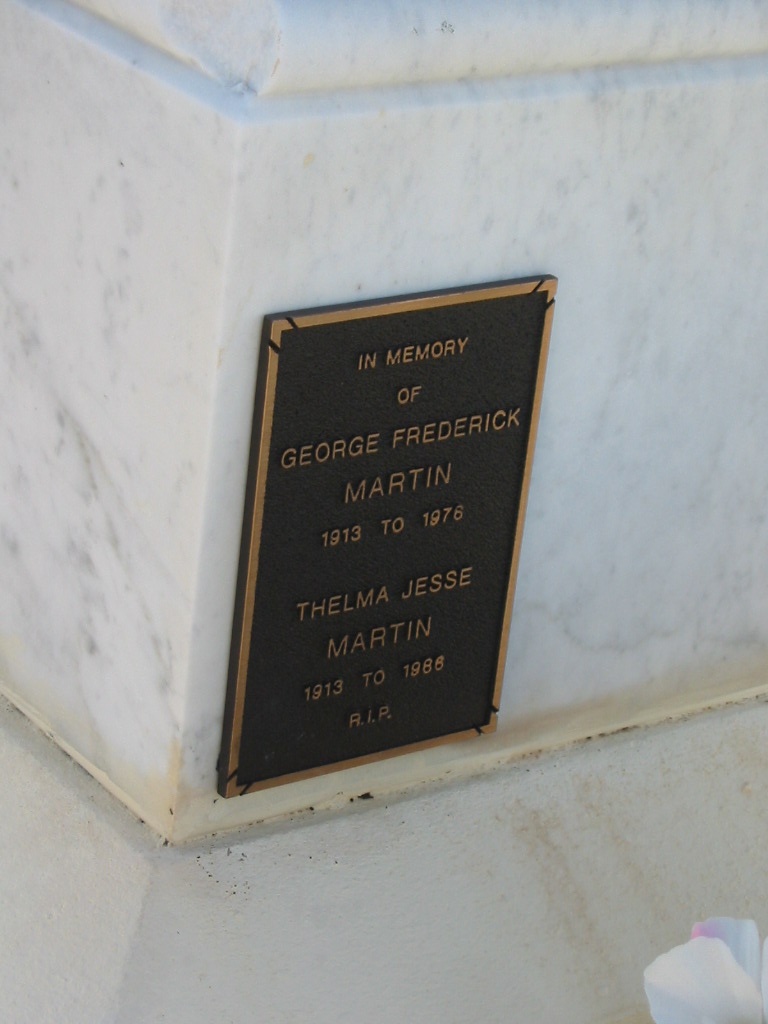 IN MEMORY
OF
GEORGE FREDERICK
MARTIN
1913 TO 1976
THELMA JESSE
MARTIN
1913 TO 1986
R.I.P.